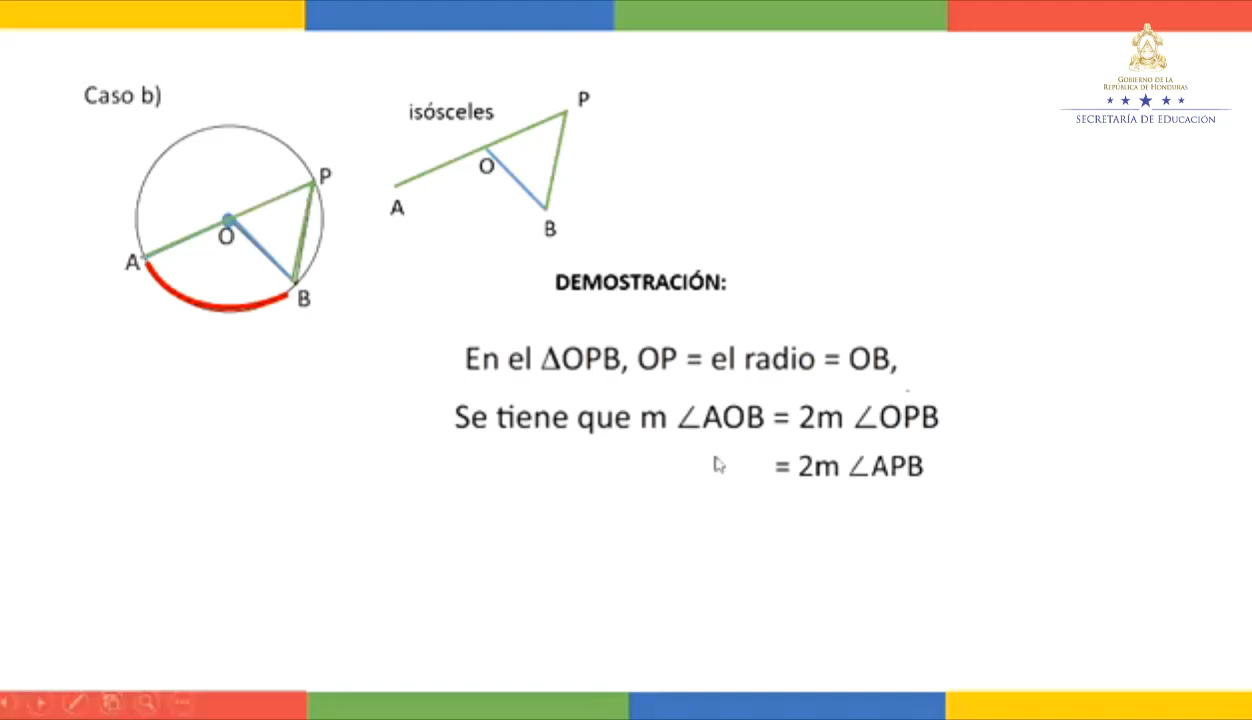 GOBIERNO DE LA
REPÚBLICA DE HONDURAS
SECRETARÍA DE EDUCACIÓN
Caso b)
P
O
A
B
isósceles
P
O
A
B
DEMOSTRACIÓN:
En el ΔOPB, OP = el radio = OB,
Se tiene que m ∠AOB = 2m ∠OPB
= 2m ∠APB